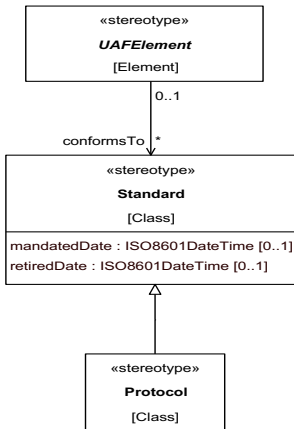 «stereotype»
UAFElement
[Element]
0..1
conformsTo *
«stereotype»
Standard
[Class]
mandatedDate : ISO8601DateTime [0..1]
retiredDate : ISO8601DateTime [0..1]
«stereotype»
Protocol
[Class]